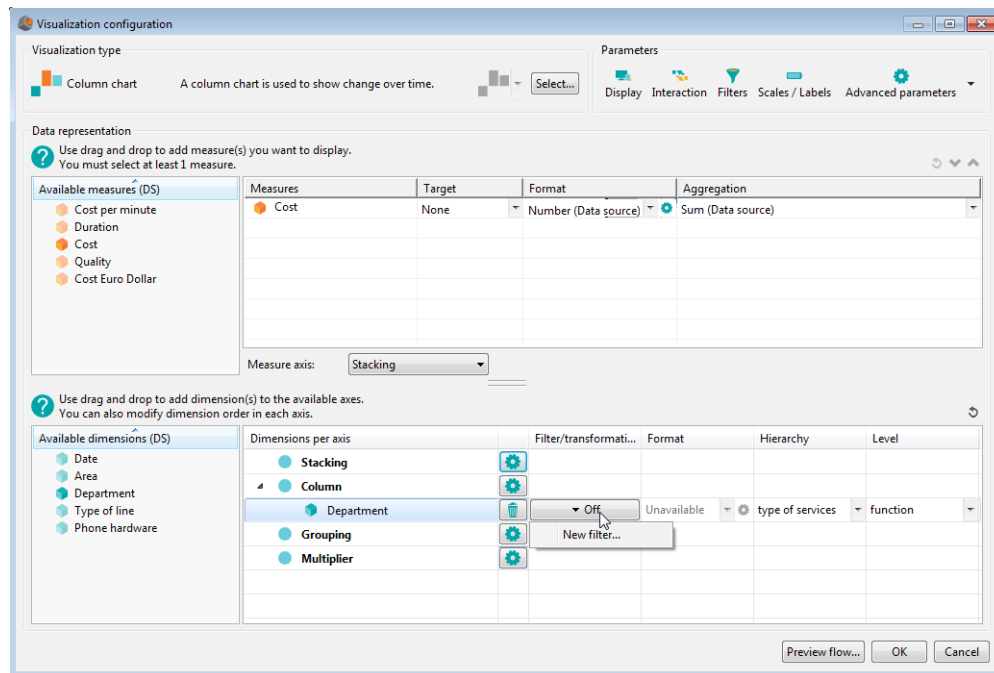 Visualization configuration
Visualization type
Parameters
Column chart
A column chart is used to show change over time.
Select...
Display
Interaction
Filters
Scales / Labels
Advanced parameters
Data representation
Use drag and drop to add measure(s) you want to display.
You must select at least 1 measure.
Available measures (DS)
Cost per minute
Duration
Cost
Quality
Cost Euro Dollar
Measures Target Format Aggregation
Cost None Number (Data source) Sum (Data source)
Measure axis: Stacking
Use drag and drop to add dimension(s) to the available axes.
You can also modify dimension order in each axis.
Available dimensions (DS)
Date
Area
Department
Type of line
Phone hardware
Dimensions per axis Filter/transformati... Format Hierarchy Level
Stacking
Column
Department Off Unavailable type of services function
New filter...
Grouping
Multiplier
Preview flow... OK Cancel